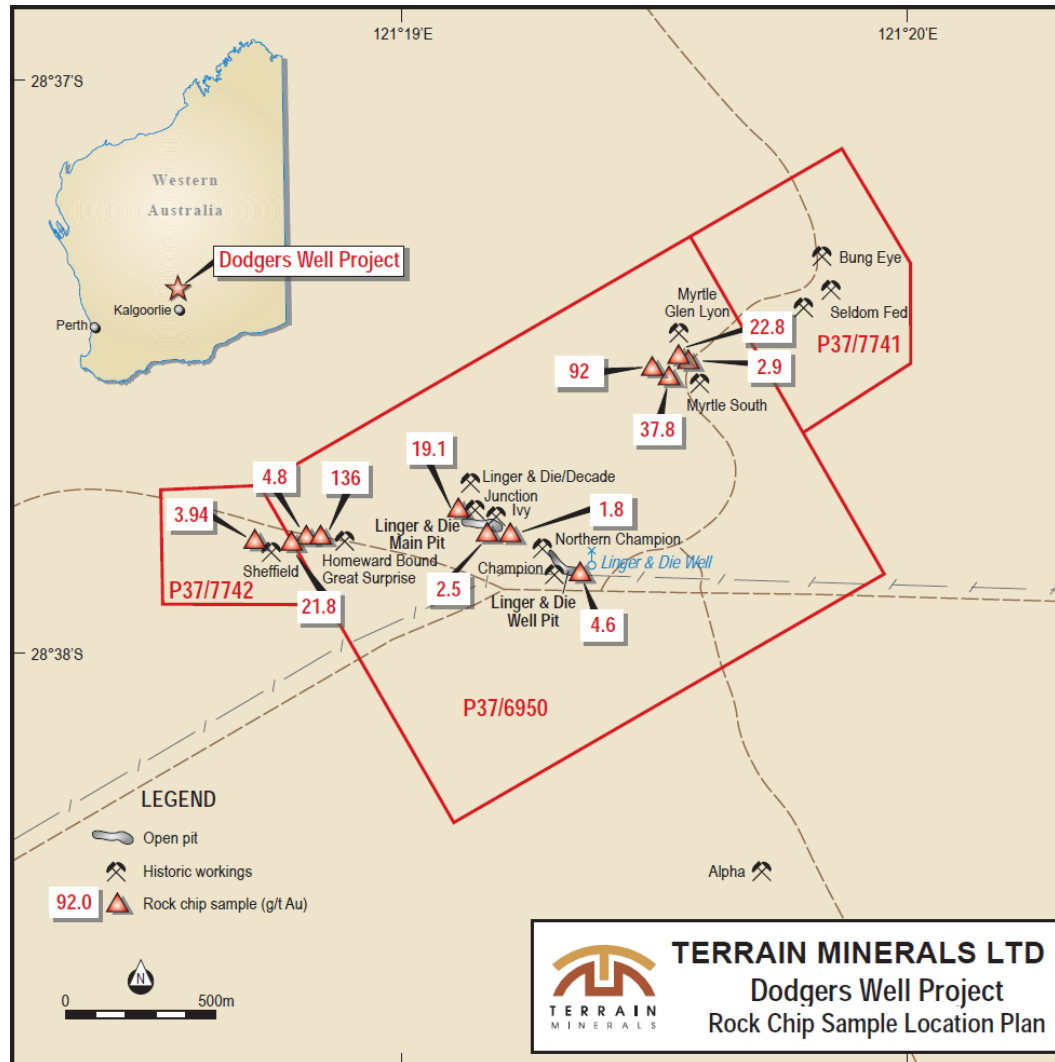 121°19'E
121°20'E
28°37'S
Western
Australia
Dodgers Well Project
Kalgoorlie
Perth
Bung Eye
Seldom Fed
P37/7741
Myrtle
Glen Lyon
22.8
92
2.9
Myrtle South
37.8
19.1
4.8
136
Linger & Die/Decade
Junction
Ivy
1.8
3.94
Linger & Die
Main Pit
Northern Champion
Linger & Die Well
Sheffield
Homeward Bound
Great Surprise
2.5
Champion
P37/7742
21.8
Linger & Die
Well Pit
4.6
28°38'S
P37/6950
LEGEND
Open pit
Historic workings
92.0
Rock chip sample (g/t Au)
Alpha
N
0
500m
TERRAIN
MINERALS
TERRAIN MINERALS LTD
Dodgers Well Project
Rock Chip Sample Location Plan